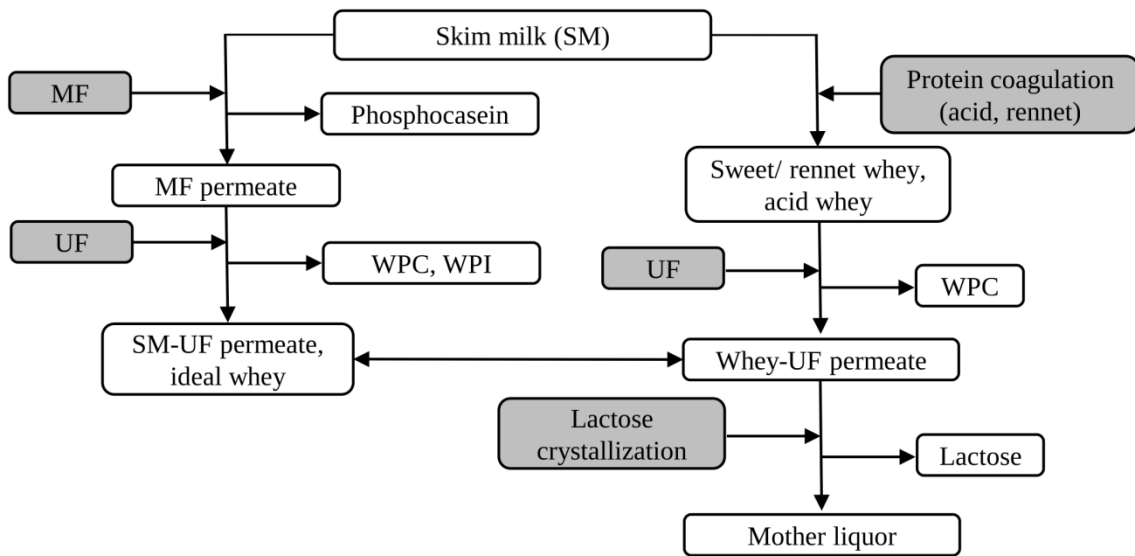 Skim milk (SM)
MF
Protein coagulation
(acid, rennet)
Phosphocasein
MF permeate
Sweet/ rennet whey,
acid whey
UF
WPC, WPI
UF
WPC
SM-UF permeate,
ideal whey
Whey-UF permeate
Lactose
crystallization
Lactose
Mother liquor